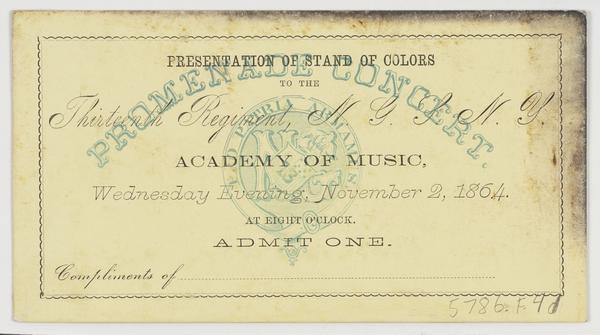 PROMENADE CONCERT.
PRESENTATION OF STAND OF COLORS
TO THE
Thirteenth Regiment, N. G. S. N. Y.
ACADEMY OF MUSIC,
Wednesday Evening, November 2, 1864.
AT EIGHT O'CLOCK.
ADMIT ONE.
Compliments of
5786.F.4d